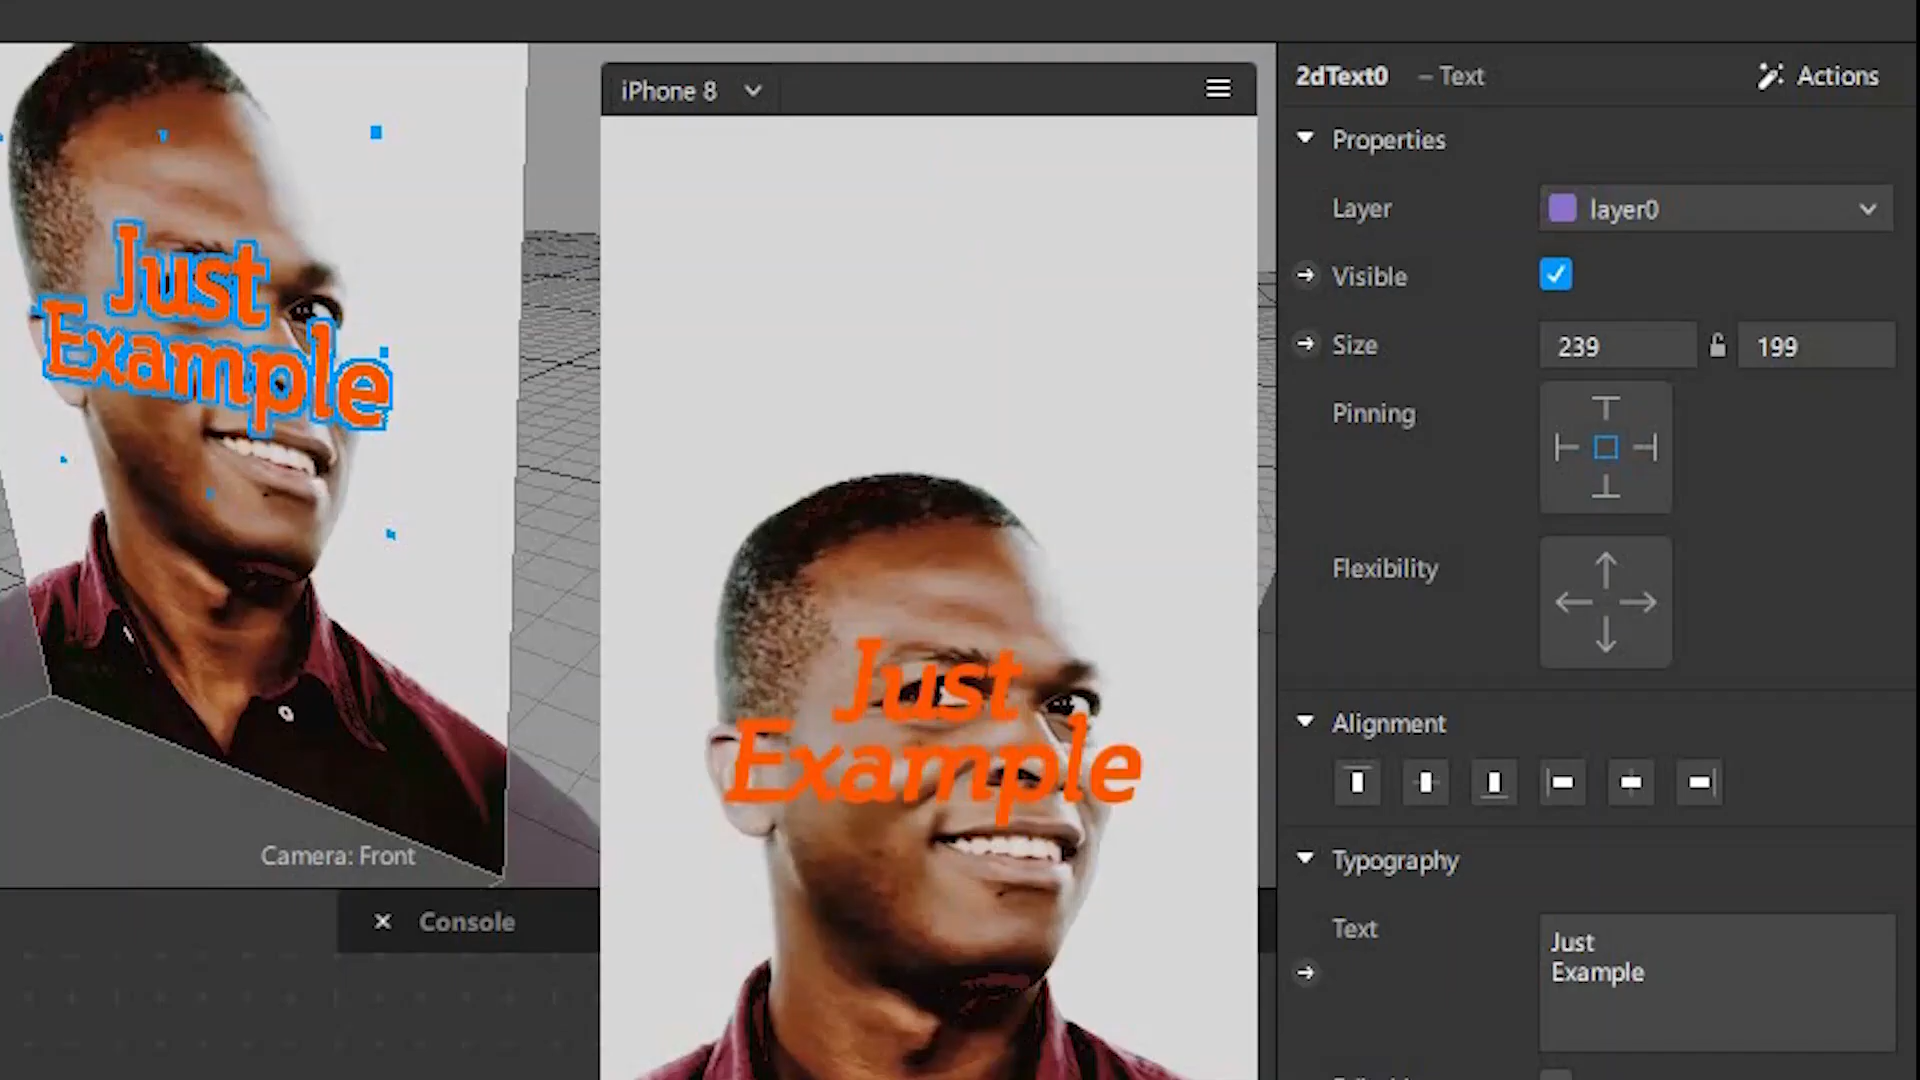 iPhone 8
2dText0 – Text
Actions
Properties
Layer
layer0
Visible
Size
239
199
Pinning
Flexibility
Alignment
Typography
Text
Just
Example
Just
Example
Just
Example
Camera: Front
Console